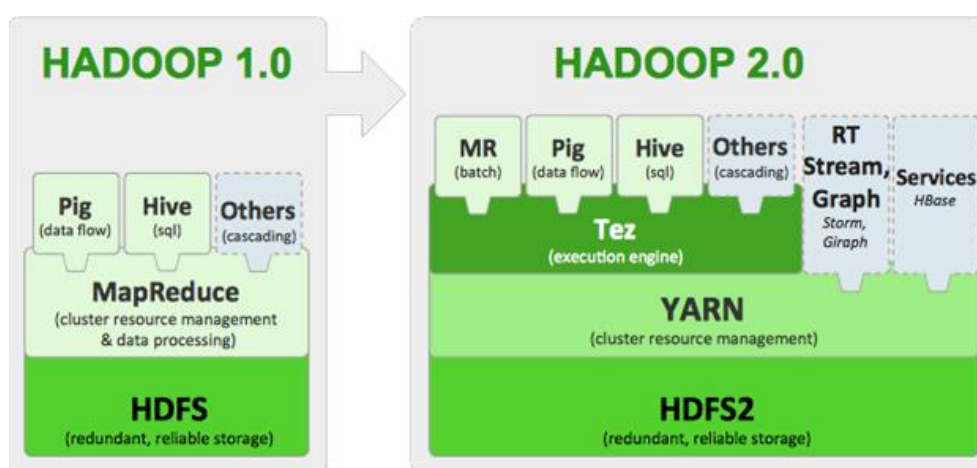 HADOOP 1.0
Pig
(data flow)
Hive
(sql)
Others
(cascading)
MapReduce
(cluster resource management
& data processing)
HDFS
(redundant, reliable storage)
HADOOP 2.0
MR
(batch)
Pig
(data flow)
Hive
(sql)
Others
(cascading)
RT
Stream,
Graph
Storm,
Giraph
Services
HBase
Tez
(execution engine)
YARN
(cluster resource management)
HDFS2
(redundant, reliable storage)